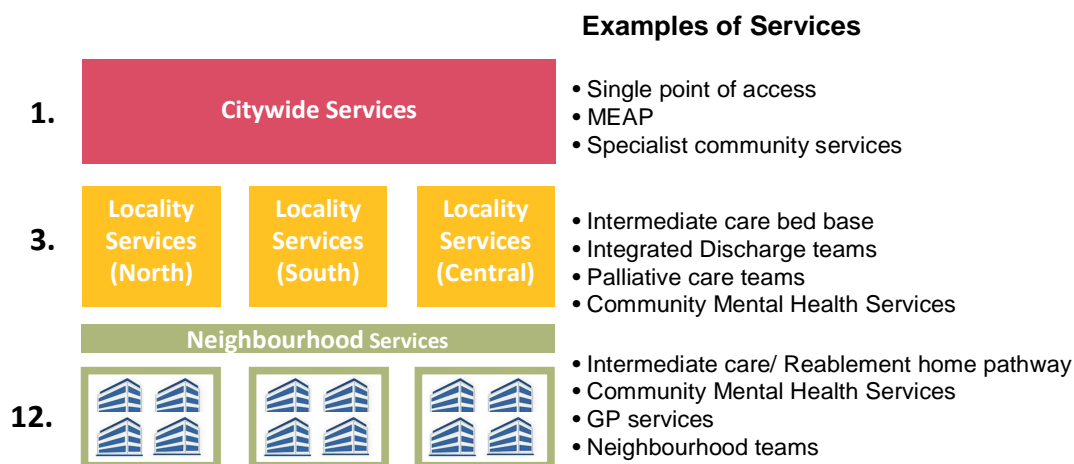 Examples of Services
1.
Citywide Services
• Single point of access
• MEAP
• Specialist community services
3.
Locality
Services
(North)
Locality
Services
(South)
Locality
Services
(Central)
• Intermediate care bed base
• Integrated Discharge teams
• Palliative care teams
• Community Mental Health Services
Neighbourhood Services
12.
• Intermediate care/ Reablement home pathway
• Community Mental Health Services
• GP services
• Neighbourhood teams